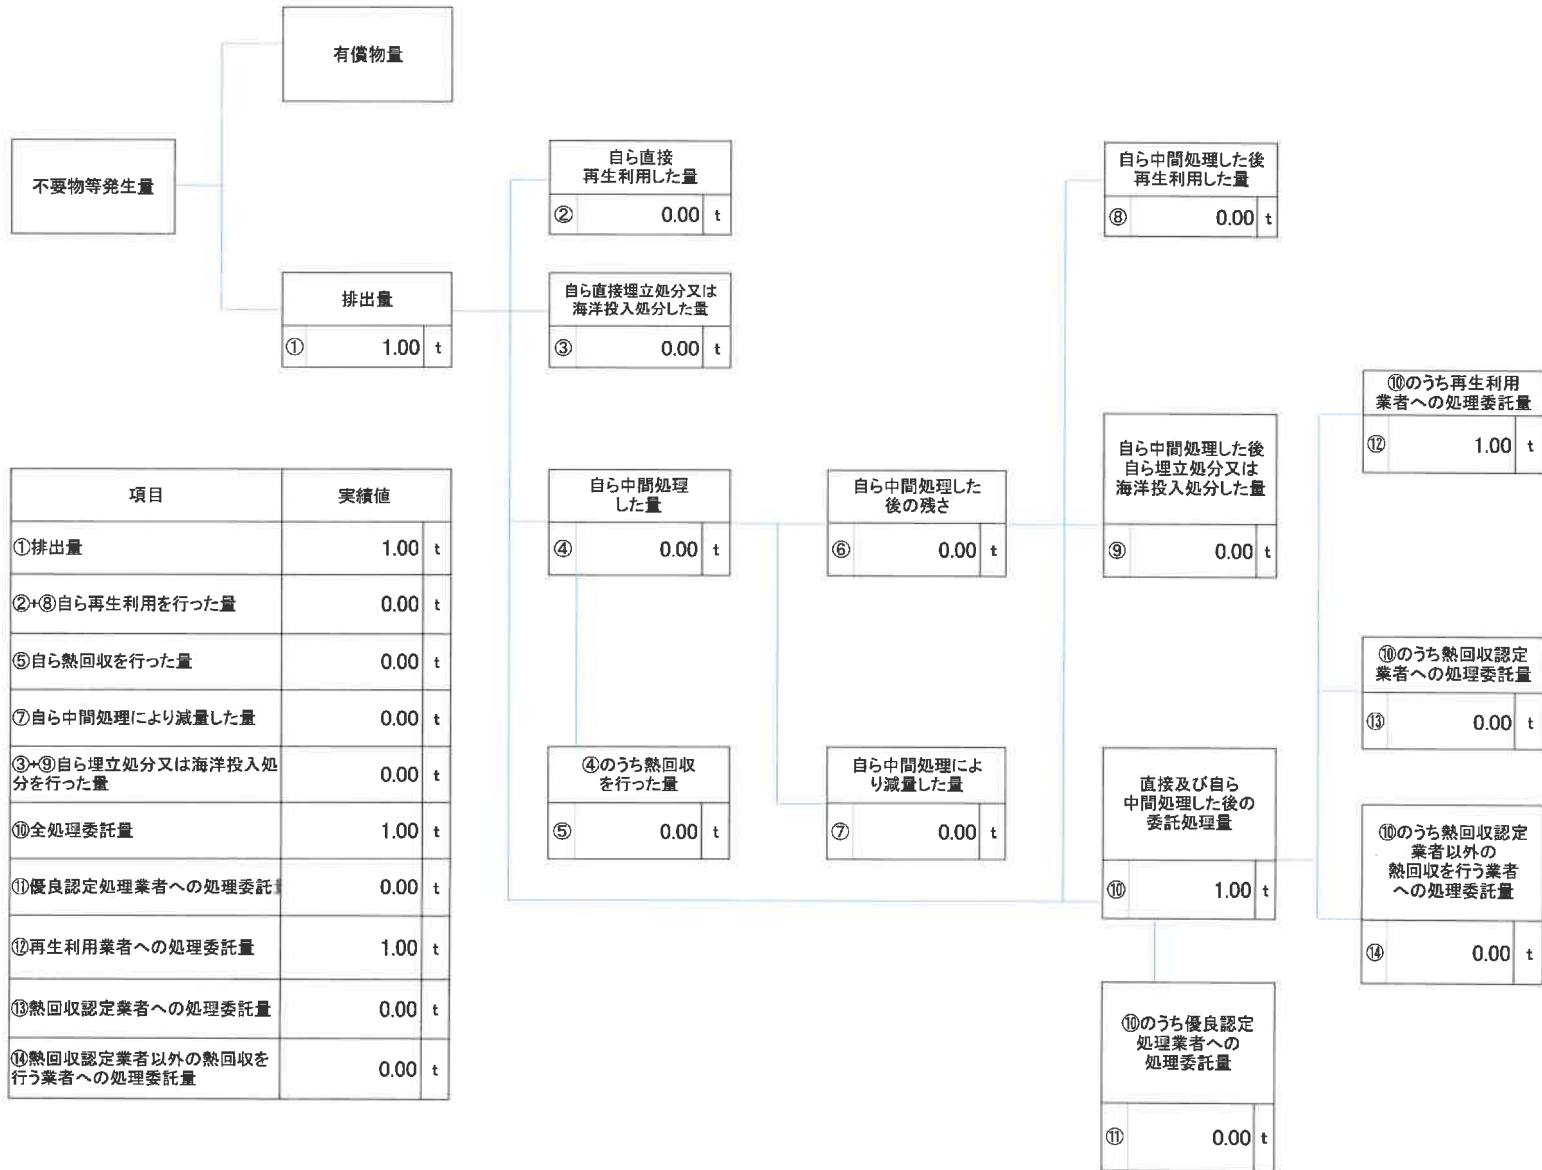 有償物量
不要物等発生量
排出量
① 1.00 t
自ら直接
再生利用した量
② 0.00 t
自ら直接埋立処分又は
海洋投入処分した量
③ 0.00 t
自ら中間処理
した量
④ 0.00 t
④のうち熱回収
を行った量
⑤ 0.00 t
自ら中間処理した
後の残さ
⑥ 0.00 t
自ら中間処理によ
り減量した量
⑦ 0.00 t
自ら中間処理した後
再生利用した量
⑧ 0.00 t
自ら中間処理した後
自ら埋立処分又は
海洋投入処分した量
⑨ 0.00 t
直接及び自ら
中間処理した後の
委託処理量
⑩ 1.00 t
⑩のうち優良認定
処理業者への
処理委託量
⑪ 0.00 t
⑩のうち再生利用
業者への処理委託量
⑫ 1.00 t
⑩のうち熱回収認定
業者への処理委託量
⑬ 0.00 t
⑩のうち熱回収認定
業者以外の
熱回収を行う業者
への処理委託量
⑭ 0.00 t
項目 実績値
①排出量 1.00 t
②+⑧自ら再生利用を行った量 0.00 t
⑤自ら熱回収を行った量 0.00 t
⑦自ら中間処理により減量した量 0.00 t
③+⑨自ら埋立処分又は海洋投入処
分を行った量 0.00 t
⑩全処理委託量 1.00 t
⑪優良認定処理業者への処理委託 0.00 t
⑫再生利用業者への処理委託量 1.00 t
⑬熱回収認定業者への処理委託量 0.00 t
⑭熱回収認定業者以外の熱回収を
行う業者への処理委託量 0.00 t